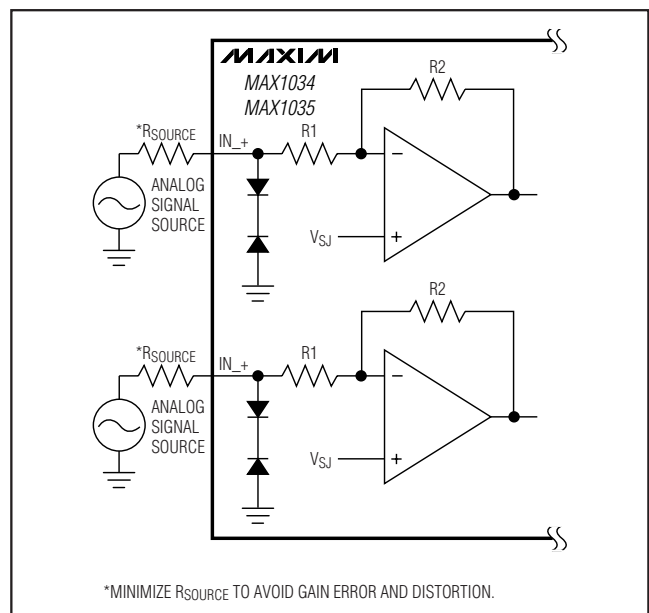 MAXIM
MAX1034
MAX1035
R2
*RSOURCE
IN_+
R1
ANALOG
SIGNAL
SOURCE
−
VSJ
+
R2
*RSOURCE
IN_+
R1
ANALOG
SIGNAL
SOURCE
−
VSJ
+
*MINIMIZE RSOURCE TO AVOID GAIN ERROR AND DISTORTION.